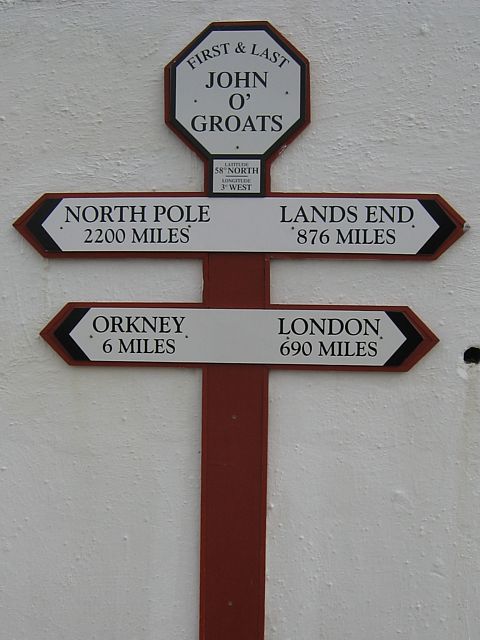 FIRST & LAST
JOHN
O'
GROATS
LATITUDE
58° NORTH
LONGITUDE
3° WEST
NORTH POLE
2200 MILES
LANDS END
876 MILES
ORKNEY
6 MILES
LONDON
690 MILES